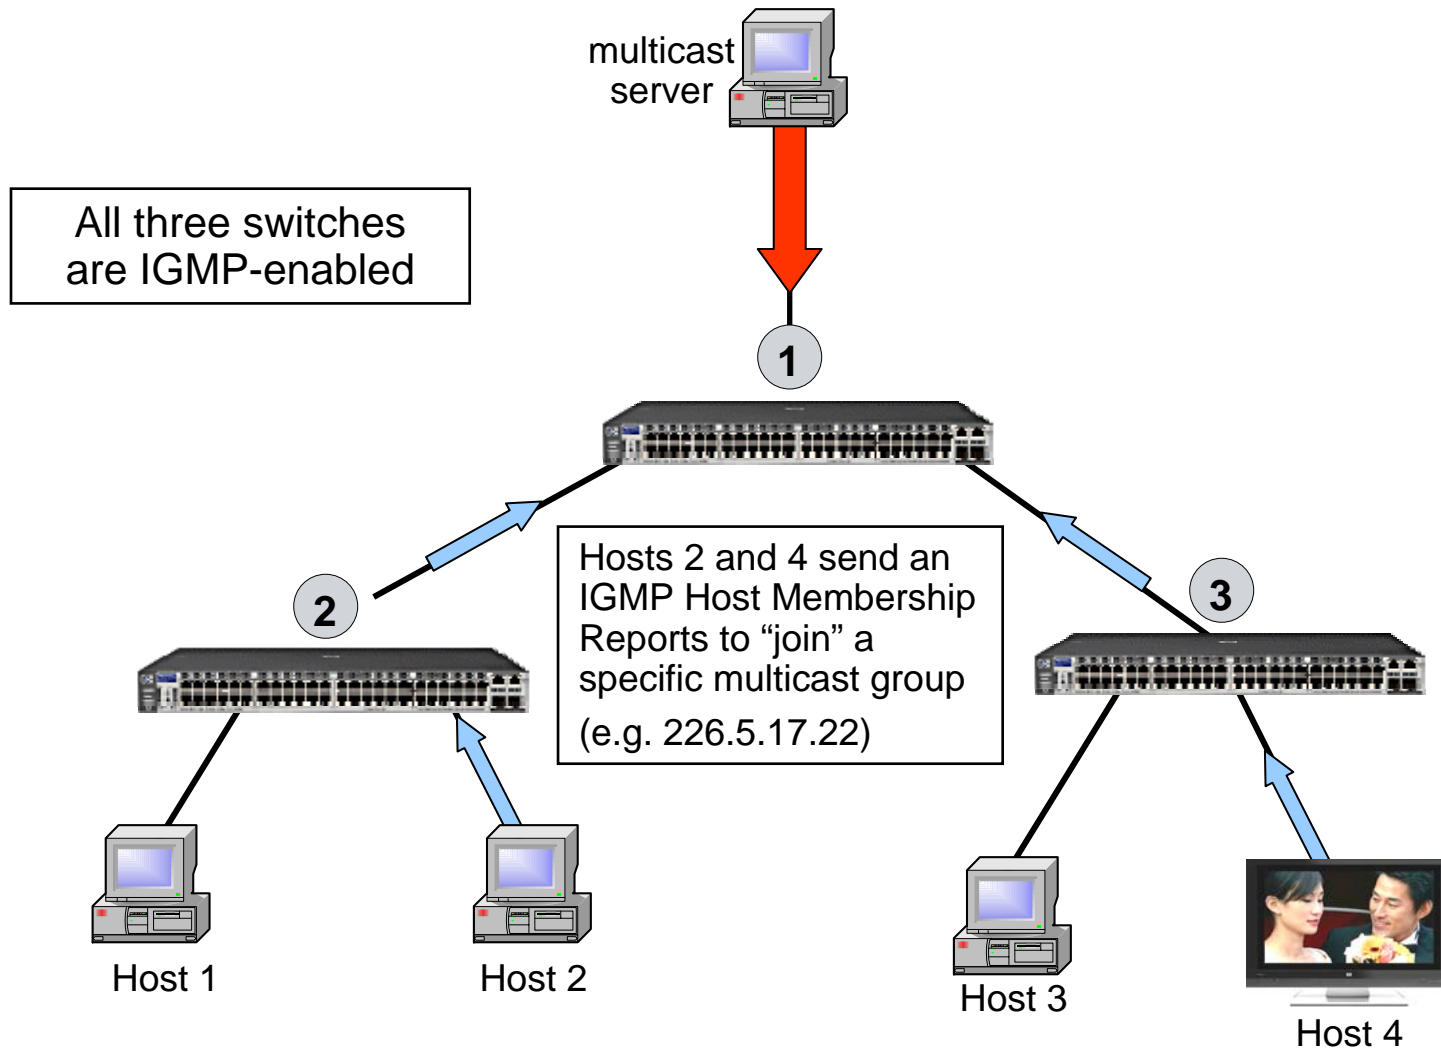 multicast
server
All three switches
are IGMP-enabled
1
2
Hosts 2 and 4 send an
IGMP Host Membership
Reports to “join” a
specific multicast group
(e.g. 226.5.17.22)
3
Host 1
Host 2
Host 3
Host 4